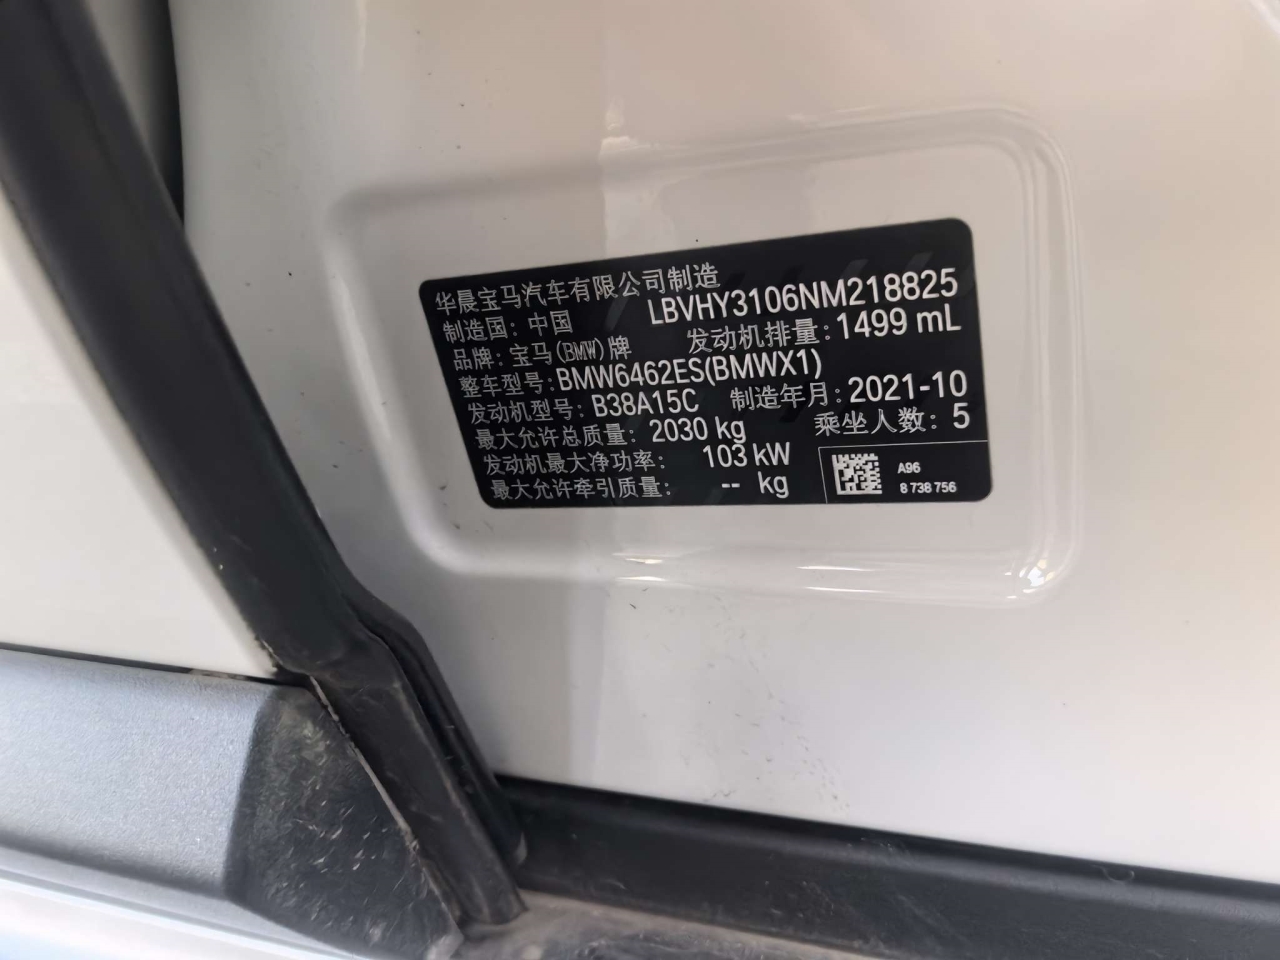 华晨宝马汽车有限公司制造
制造国：中国 LBVHY3106NM218825
品牌：宝马(BMW)牌 发动机排量：1499 mL
整车型号：BMW6462ES(BMWX1)
发动机型号：B38A15C 制造年月：2021-10
最大允许总质量：2030 kg 乘坐人数：5
发动机最大净功率： 103 kW
最大允许牵引质量： -- kg
A96
8 738 756